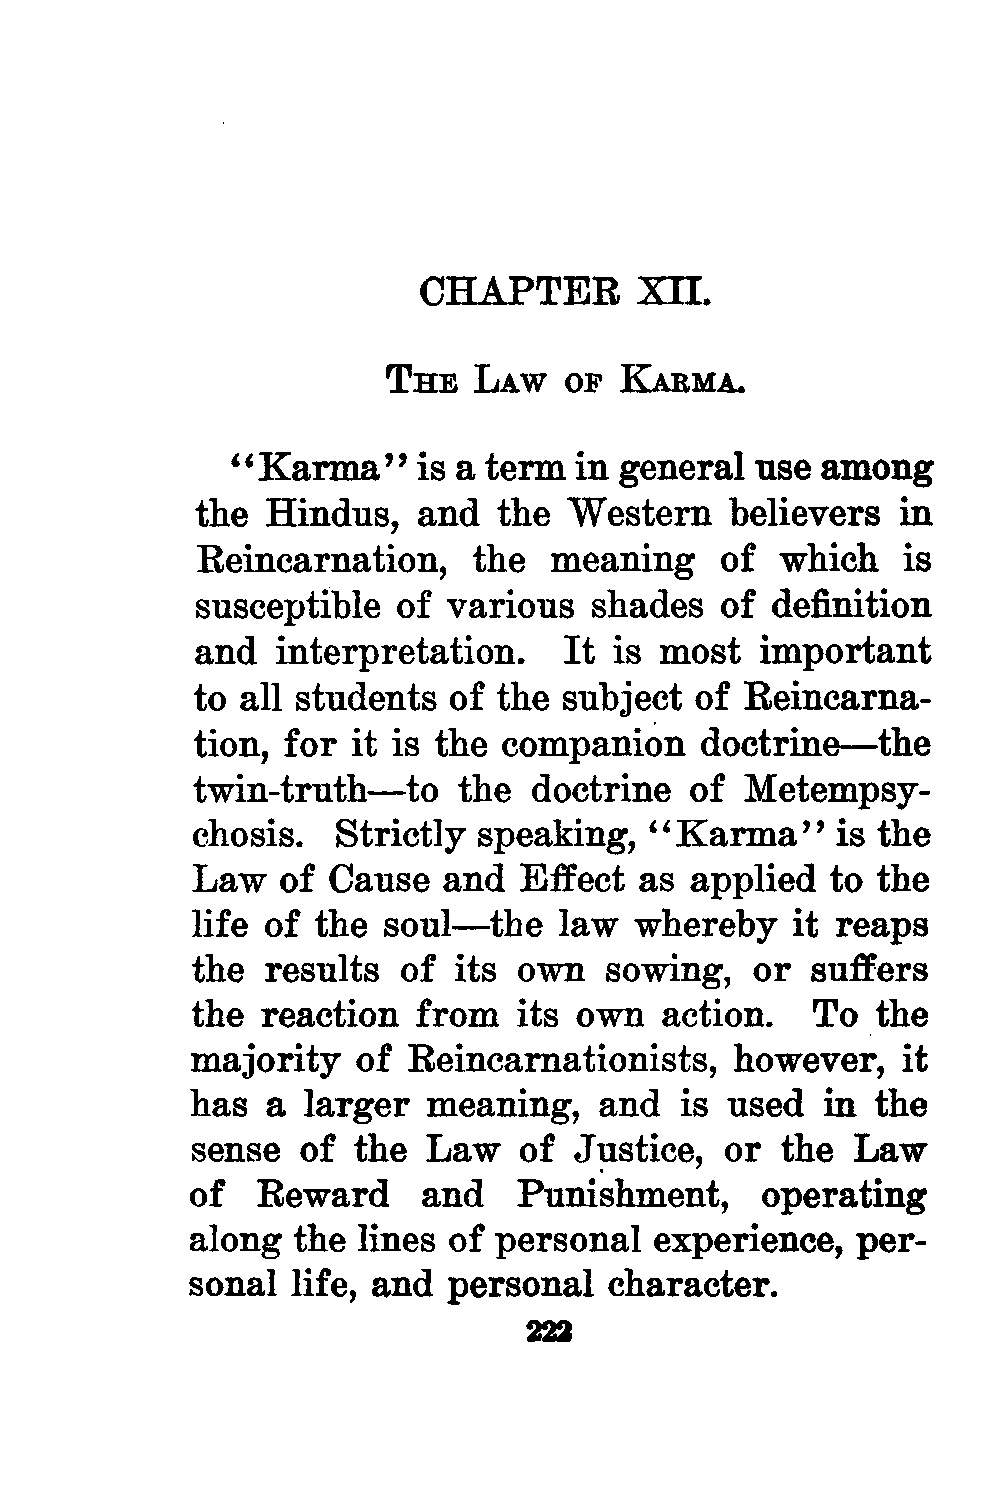 CHAPTER XII.
THE LAW OF KARMA.
"Karma" is a term in general use among
the Hindus, and the Western believers in
Reincarnation, the meaning of which is
susceptible of various shades of definition
and interpretation. It is most important
to all students of the subject of Reincarna-
tion, for it is the companion doctrine—the
twin-truth—to the doctrine of Metempsy-
chosis. Strictly speaking, "Karma" is the
Law of Cause and Effect as applied to the
life of the soul—the law whereby it reaps
the results of its own sowing, or suffers
the reaction from its own action. To the
majority of Reincarnationists, however, it
has a larger meaning, and is used in the
sense of the Law of Justice, or the Law
of Reward and Punishment, operating
along the lines of personal experience, per-
sonal life, and personal character.
222